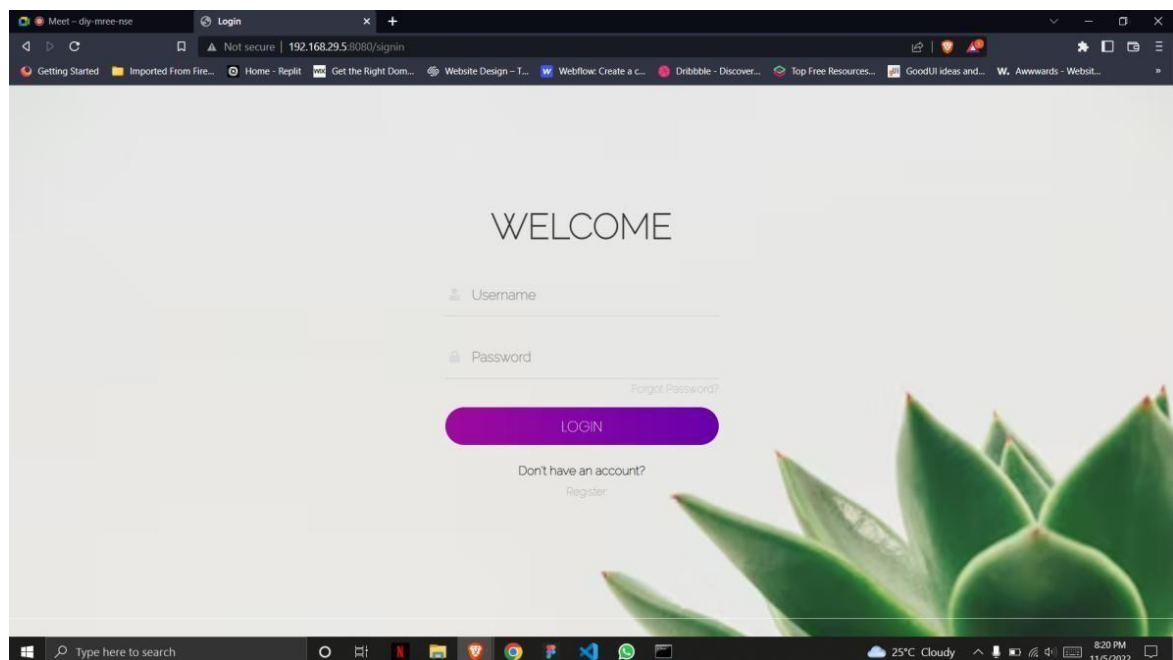 Meet – diy-mree-nse
Login
Not secure | 192.168.29.5:8080/signin
Getting Started Imported From Fire... Home - Replit Get the Right Dom... Website Design – T... Webflow: Create a c... Dribbble - Discover... Top Free Resources... GoodUI ideas and... W. Awwwards - Websit... »
WELCOME
Username
Password
Forgot Password?
LOGIN
Don't have an account?
Register
Type here to search
25°C Cloudy
8:20 PM
11/5/2022